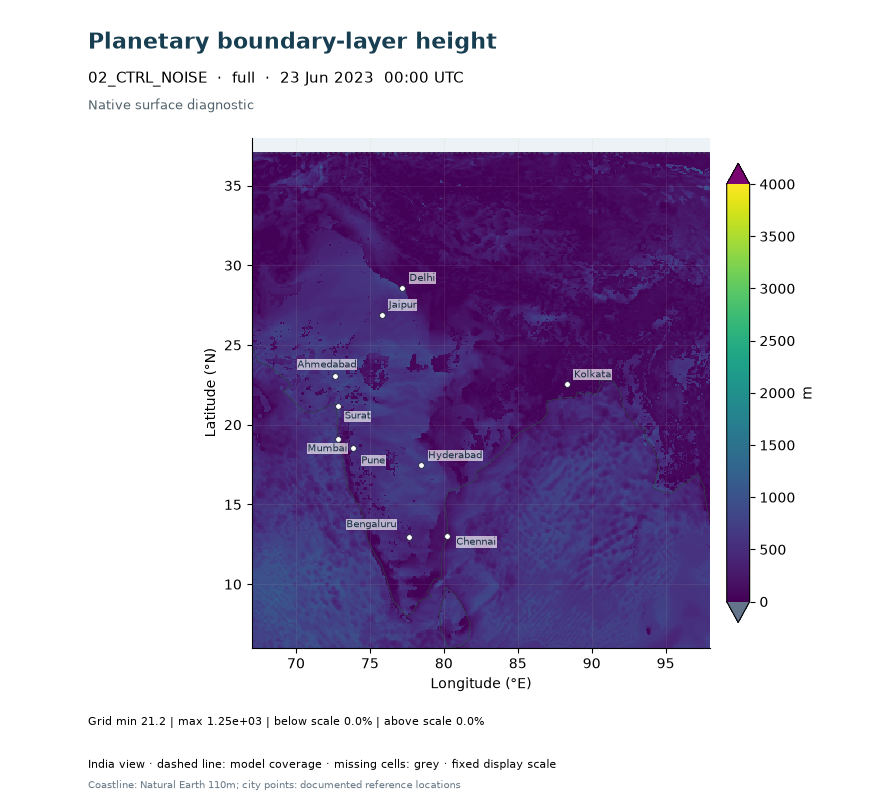 Planetary boundary-layer height
02_CTRL_NOISE · full · 23 Jun 2023 00:00 UTC
Native surface diagnostic
35
30
25
20
15
10
Latitude (°N)
Delhi
Jaipur
Ahmedabad
Kolkata
Surat
Mumbai
Pune
Hyderabad
Bengaluru
Chennai
70
75
80
85
90
95
Longitude (°E)
4000
3500
3000
2500
2000
1500
1000
500
0
m
Grid min 21.2 | max 1.25e+03 | below scale 0.0% | above scale 0.0%
India view · dashed line: model coverage · missing cells: grey · fixed display scale
Coastline: Natural Earth 110m; city points: documented reference locations